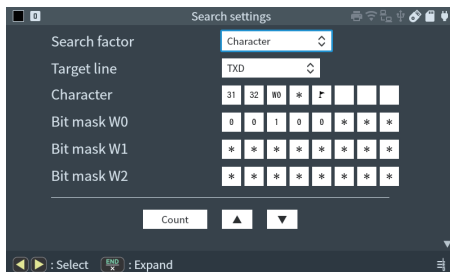 0 Search settings
Search factor Character
Target line TXD
Character 31 32 W0 *
Bit mask W0 0 0 1 0 0 * * *
Bit mask W1 * * * * * * * *
Bit mask W2 * * * * * * * *
Count ▲ ▼
: Select END × : Expand